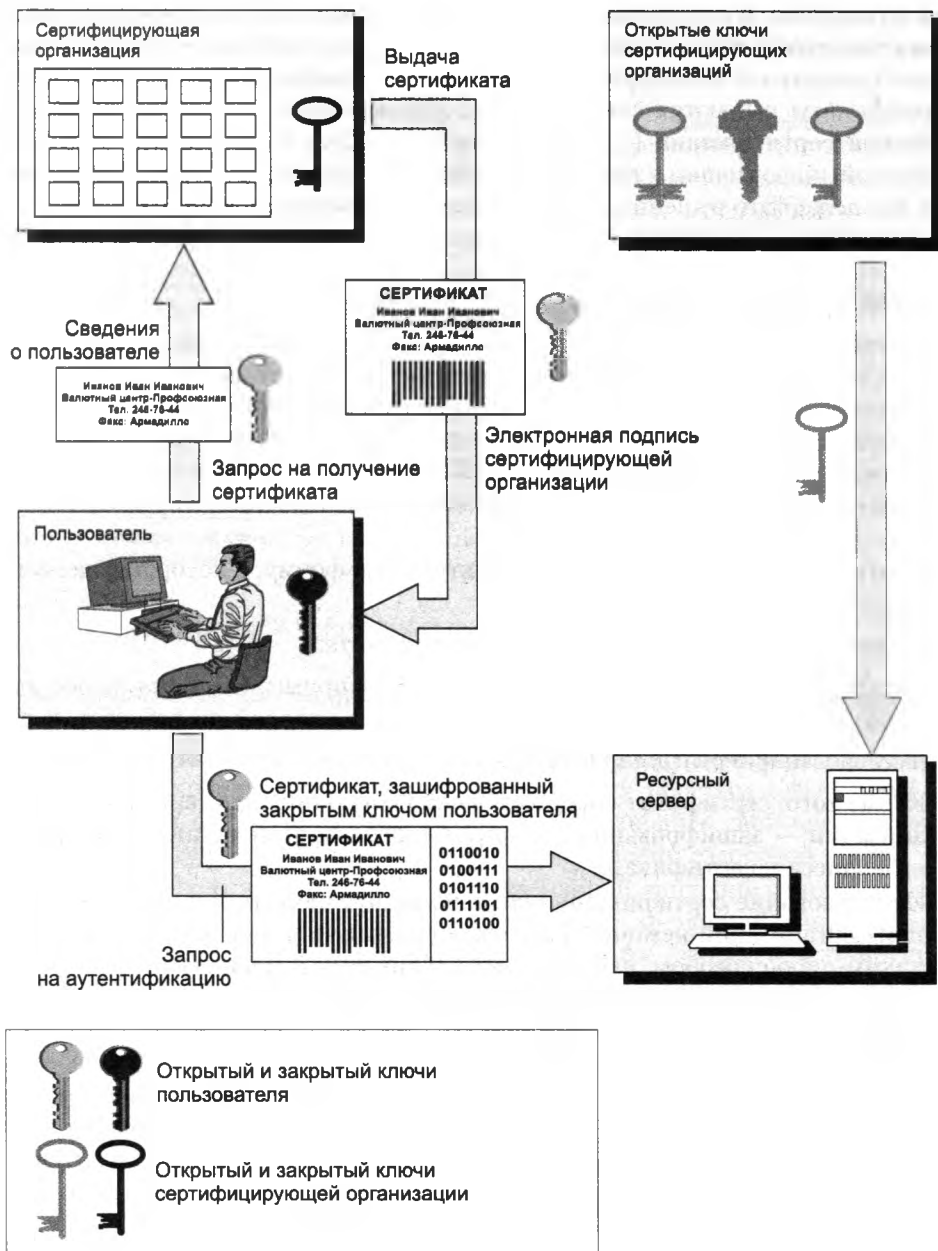 Сертифицирующая
организация
Выдача
сертификата
Открытые ключи
сертифицирующих
организаций
СЕРТИФИКАТ
Иванов Иван Иванович
Валютный центр-Профсоюзная
Тел. 246-76-44
Факс: Армадилло
Сведения
о пользователе
Иванов Иван Иванович
Валютный центр-Профсоюзная
Тел. 246-76-44
Факс: Армадилло
Электронная подпись
сертифицирующей
организации
Запрос на получение
сертификата
Пользователь
Сертификат, зашифрованный
закрытым ключом пользователя
СЕРТИФИКАТ
Иванов Иван Иванович
Валютный центр-Профсоюзная
Тел. 246-76-44
Факс: Армадилло
0110010
0100111
0101110
0111101
0110100
Ресурсный
сервер
Запрос
на аутентификацию
Открытый и закрытый ключи
пользователя
Открытый и закрытый ключи
сертифицирующей организации